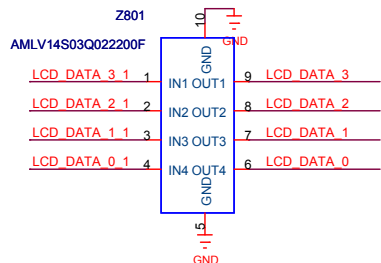 Z801
10
GND
AMLV14S03Q022200F
GND
LCD_DATA_3_1 1 IN1 OUT1 9 LCD_DATA_3
LCD_DATA_2_1 2 IN2 OUT2 8 LCD_DATA_2
LCD_DATA_1_1 3 IN3 OUT3 7 LCD_DATA_1
LCD_DATA_0_1 4 IN4 OUT4 6 LCD_DATA_0
GND
5
GND